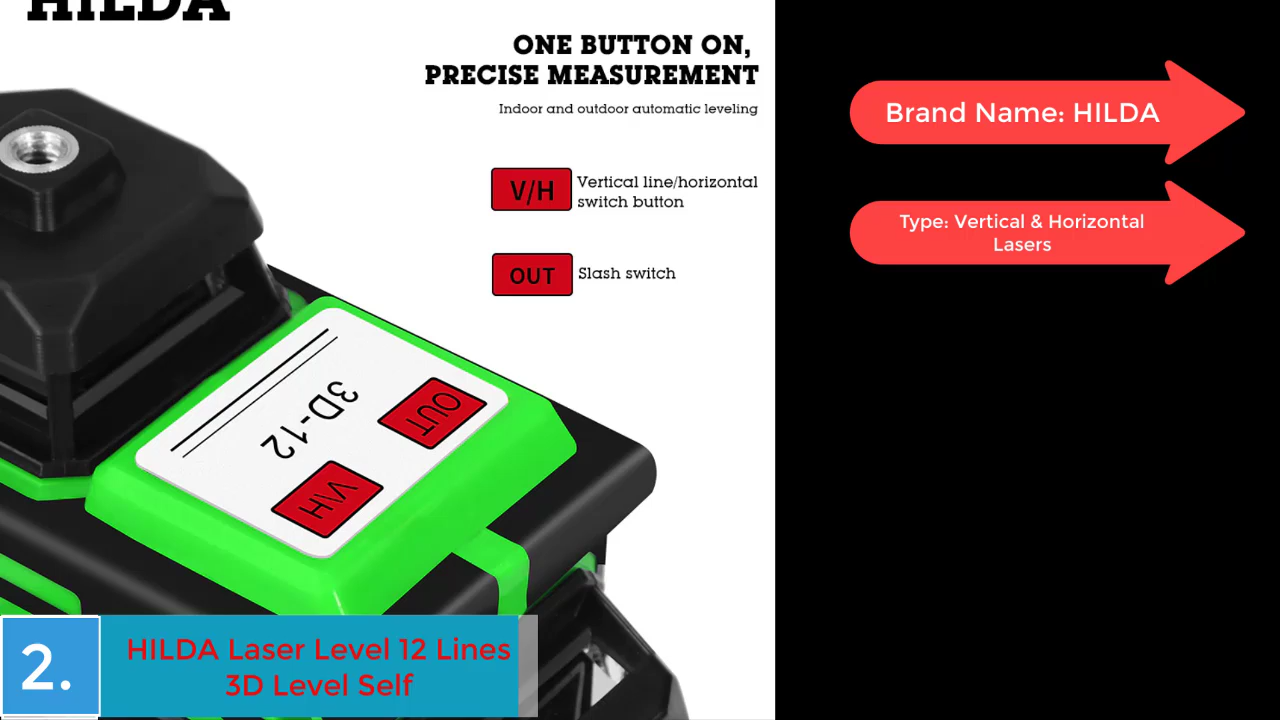 HILDA
ONE BUTTON ON,
PRECISE MEASUREMENT
Indoor and outdoor automatic leveling
V/H
Vertical line/horizontal
switch button
OUT
Slash switch
Brand Name: HILDA
Type: Vertical & Horizontal
Lasers
OUT
3D-12
V\H
2.
HILDA Laser Level 12 Lines
3D Level Self